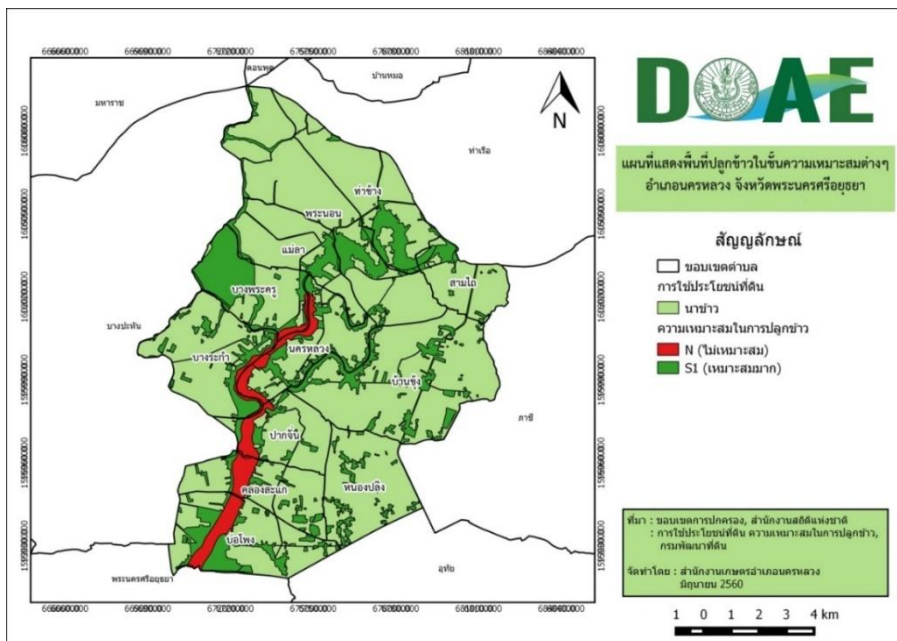 DOAE
แผนที่แสดงพื้นที่ปลูกข้าวในชั้นความเหมาะสมต่างๆ
อำเภอนครหลวง จังหวัดพระนครศรีอยุธยา
สัญญลักษณ์
ขอบเขตตำบล
การใช้ประโยชน์ที่ดิน
นาข้าว
ความเหมาะสมในการปลูกข้าว
N (ไม่เหมาะสม)
S1 (เหมาะสมมาก)
ที่มา : ขอบเขตการปกครอง, สำนักงานสถิติแห่งชาติ
: การใช้ประโยชน์ที่ดิน ความเหมาะสมในการปลูกข้าว,
กรมพัฒนาที่ดิน
จัดทำโดย : สำนักงานเกษตรอำเภอนครหลวง
มิถุนายน 2560
1 0 1 2 3 4 km
N
ดอนพุด
บ้านหมอ
มหาราช
ท่าเรือ
ท่าช้าง
พระนอน
แม่ลา
สามไถ
บางพระครู
บางปะหัน
นครหลวง
บางระกำ
บ้านชุ้ง
ภาชี
ปากจั่น
คลองสะแก
หนองปลิง
บ่อโพง
อุทัย
พระนครศรีอยุธยา